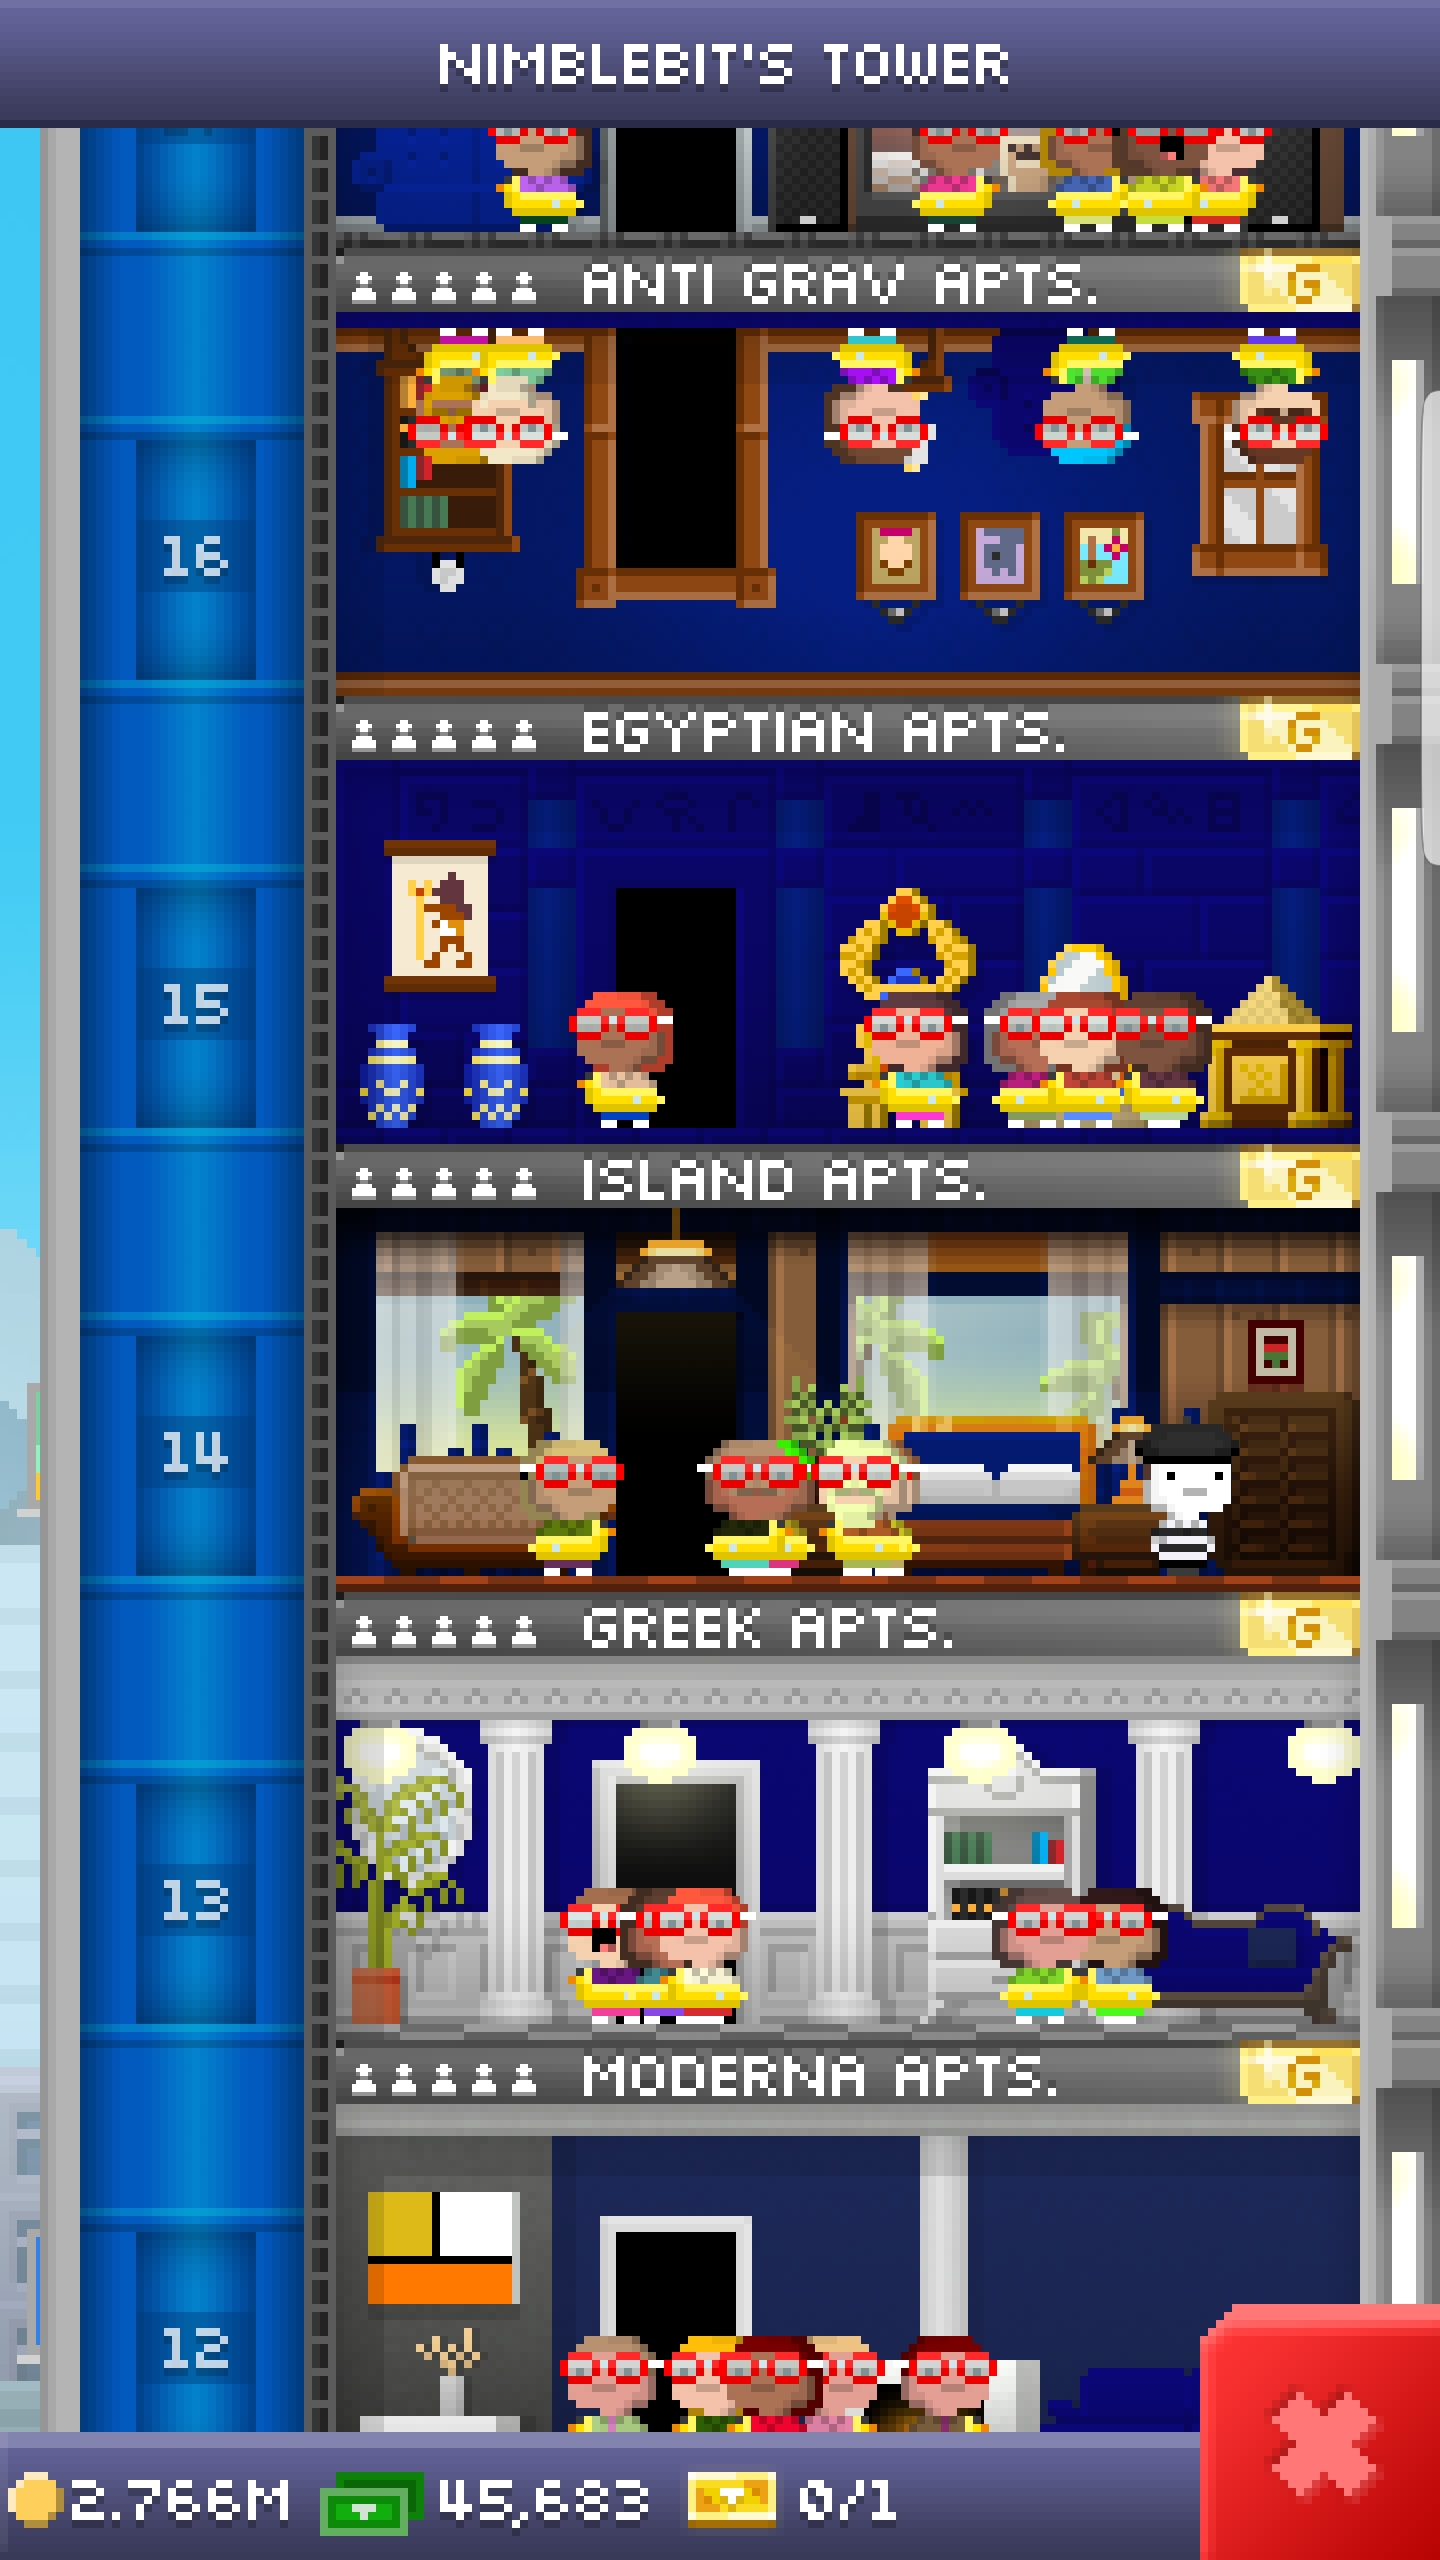 NIMBLEBIT'S TOWER
ANTI GRAV APTS. G
16
EGYPTIAN APTS. G
15
ISLAND APTS. G
14
GREEK APTS. G
13
MODERNA APTS. G
12
2.766M 45,683 0/1